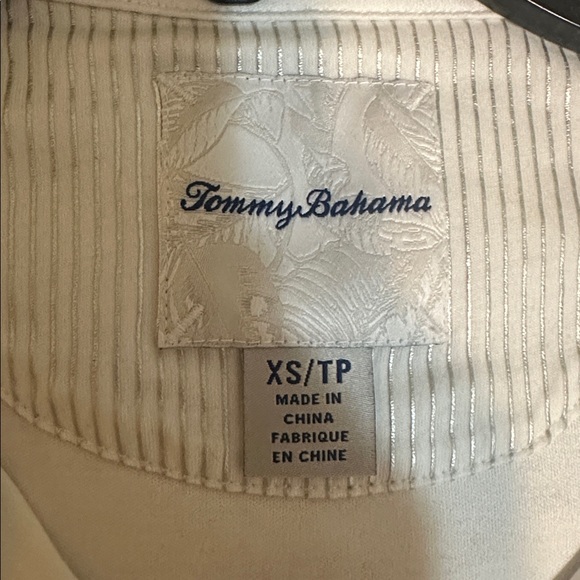 Tommy Bahama
XS/TP
MADE IN
CHINA
FABRIQUE
EN CHINE